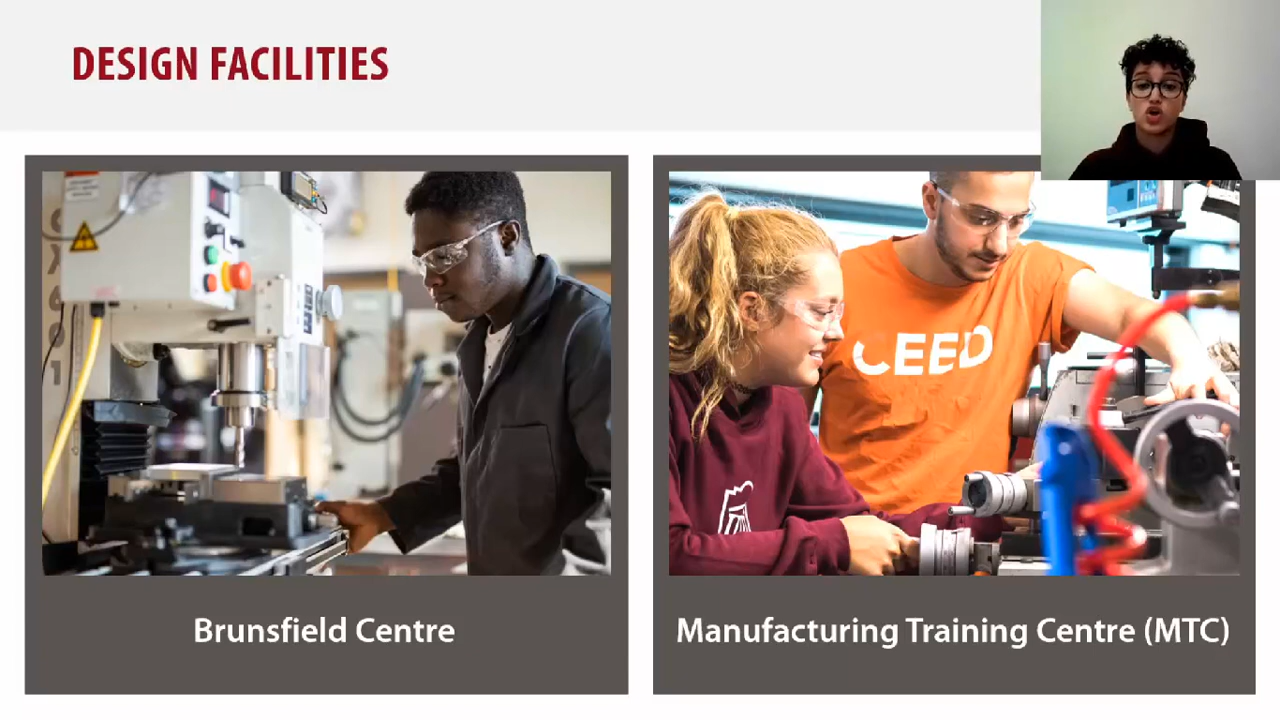 DESIGN FACILITIES
CEED
Brunsfield Centre
Manufacturing Training Centre (MTC)